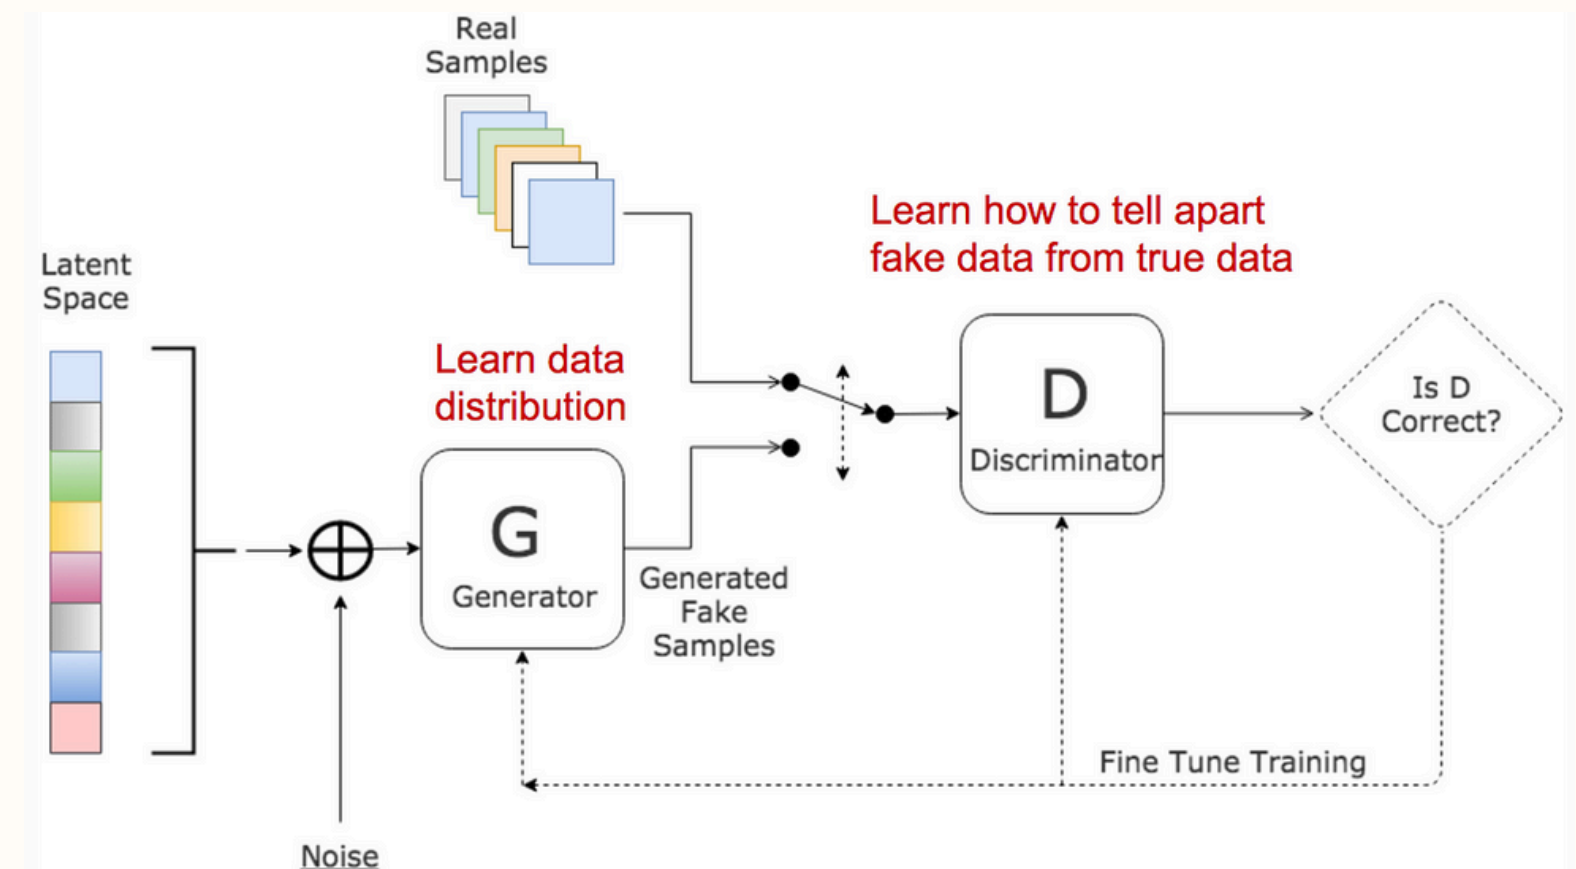 Real
Samples
Learn how to tell apart
fake data from true data
Latent
Space
Learn data
distribution
D
Discriminator
Is D
Correct?
G
Generator
Generated
Fake
Samples
Fine Tune Training
Noise